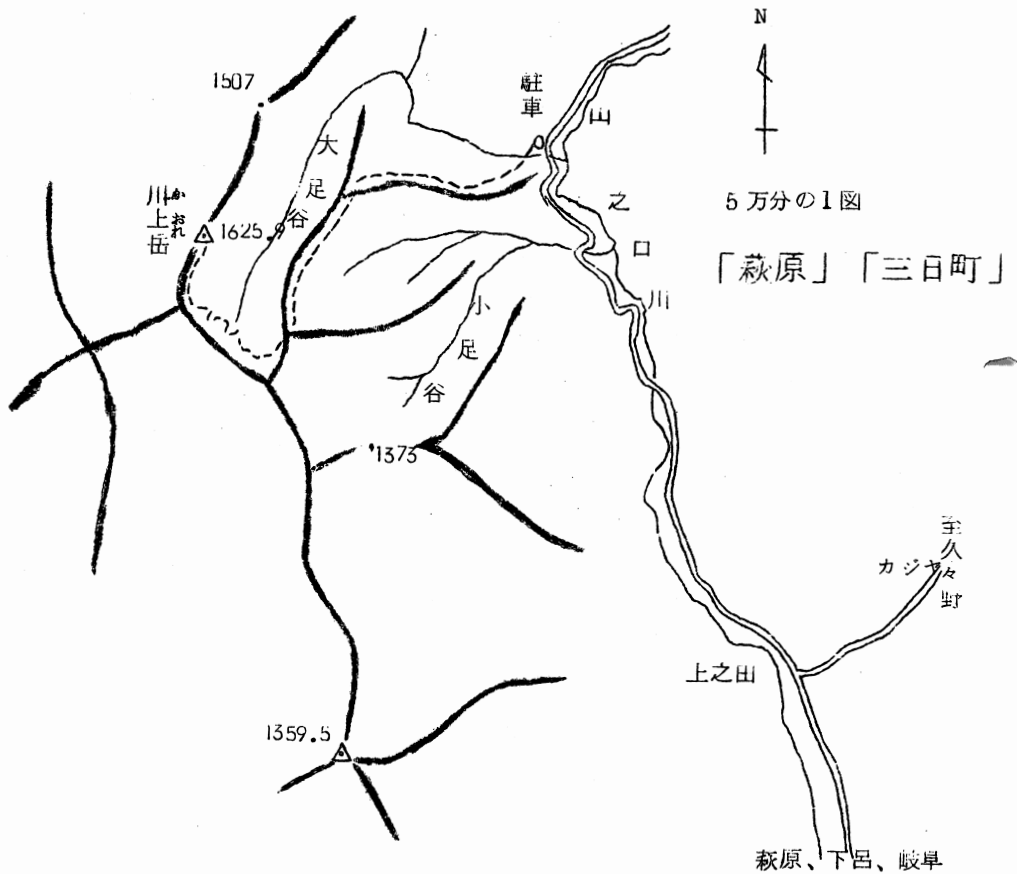 N
1507
駐車
山之口川
大足谷
5万分の1図
川上岳
かおれ
1625.9
「萩原」「三日町」
小足谷
1373
至久々野
カジヤ
上之田
1359.5
萩原、下呂、岐阜